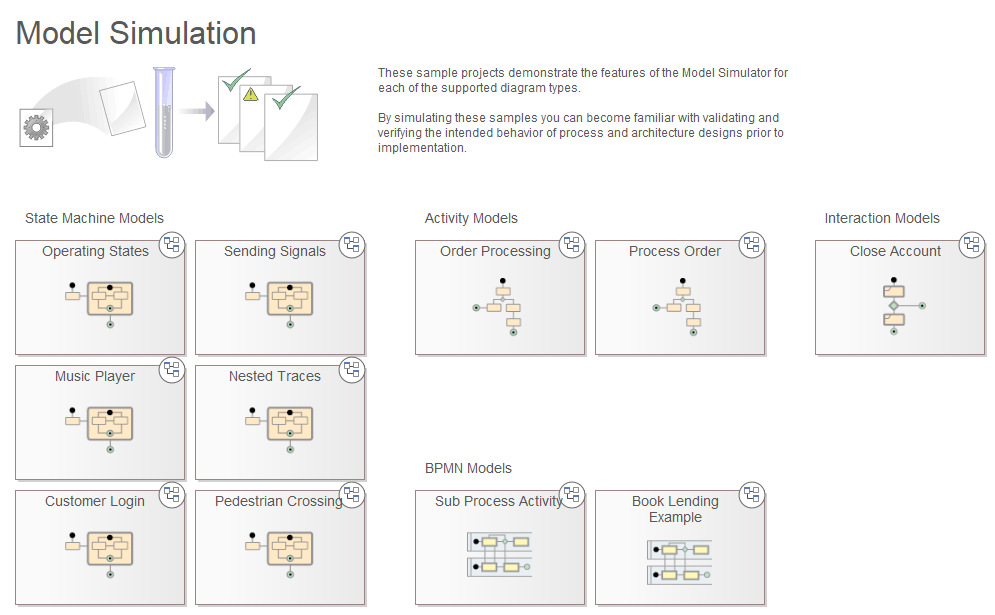 Model Simulation
These sample projects demonstrate the features of the Model Simulator for
each of the supported diagram types.
By simulating these samples you can become familiar with validating and
verifying the intended behavior of process and architecture designs prior to
implementation.
State Machine Models
Operating States
Sending Signals
Music Player
Nested Traces
Customer Login
Pedestrian Crossing
Activity Models
Order Processing
Process Order
BPMN Models
Sub Process Activity
Book Lending
Example
Interaction Models
Close Account